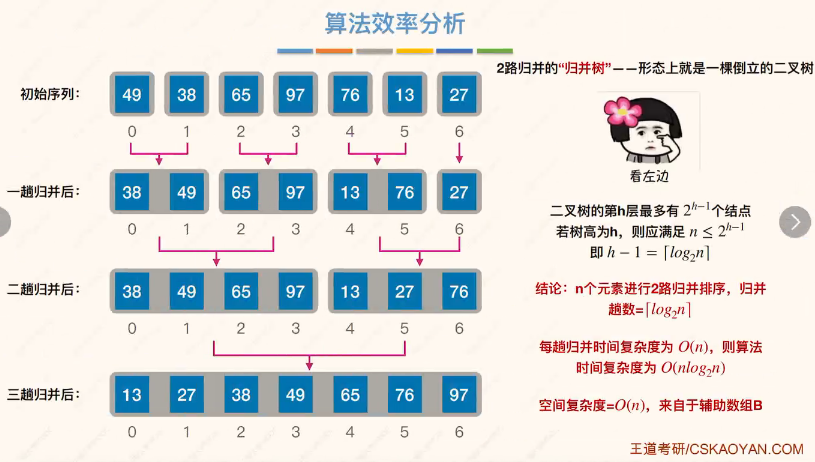 算法效率分析
2路归并的“归并树”——形态上就是一棵倒立的二叉树
初始序列：
49 38 65 97 76 13 27
0 1 2 3 4 5 6
看左边
一趟归并后：
38 49 65 97 13 76 27
0 1 2 3 4 5 6
二叉树的第h层最多有 2^{h−1}个结点
若树高为h，则应满足 n ≤ 2^{h−1}
即 h − 1 = ⌈log₂n⌉
二趟归并后：
38 49 65 97 13 27 76
0 1 2 3 4 5 6
结论：n个元素进行2路归并排序，归并
趟数=⌈log₂n⌉
每趟归并时间复杂度为 O(n)，则算法
时间复杂度为 O(nlog₂n)
三趟归并后：
13 27 38 49 65 76 97
0 1 2 3 4 5 6
空间复杂度=O(n)，来自于辅助数组B
王道考研/CSKAOYAN.COM